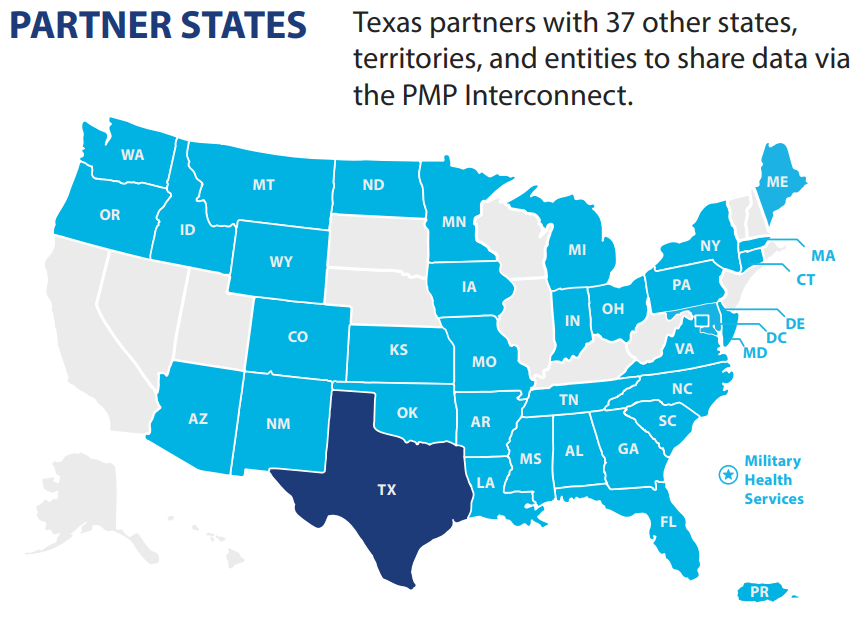 PARTNER STATES
Texas partners with 37 other states,
territories, and entities to share data via
the PMP Interconnect.
WA
MT
ND
ME
OR
ID
MN
MI
NY
MA
WY
CT
IA
PA
OH
IN
DE
DC
CO
KS
MO
VA
MD
NC
TN
AZ
NM
OK
AR
SC
MS
AL
GA
TX
LA
Military
Health
Services
FL
PR